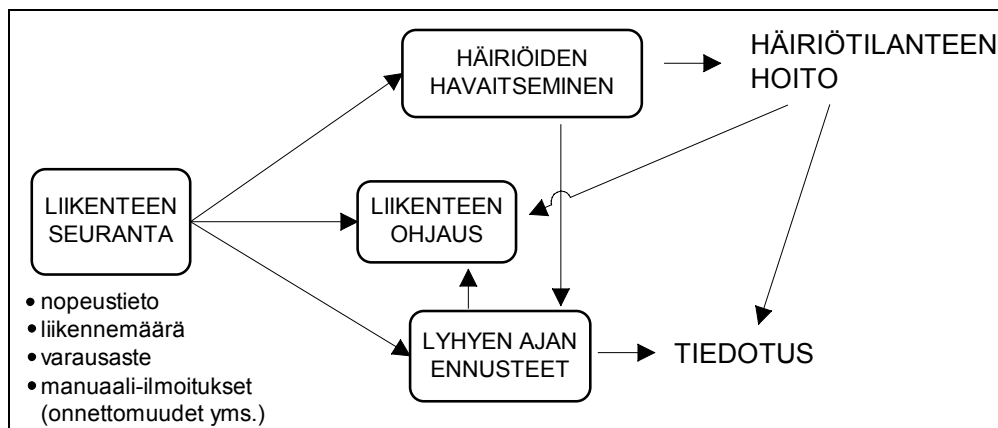 HÄIRIÖIDEN
HAVAITSEMINEN
HÄIRIÖTILANTEEN
HOITO
LIIKENTEEN
SEURANTA
LIIKENTEEN
OHJAUS
• nopeustieto
• liikennemäärä
• varausaste
• manuaali-ilmoitukset
(onnettomuudet yms.)
LYHYEN AJAN
ENNUSTEET
TIEDOTUS